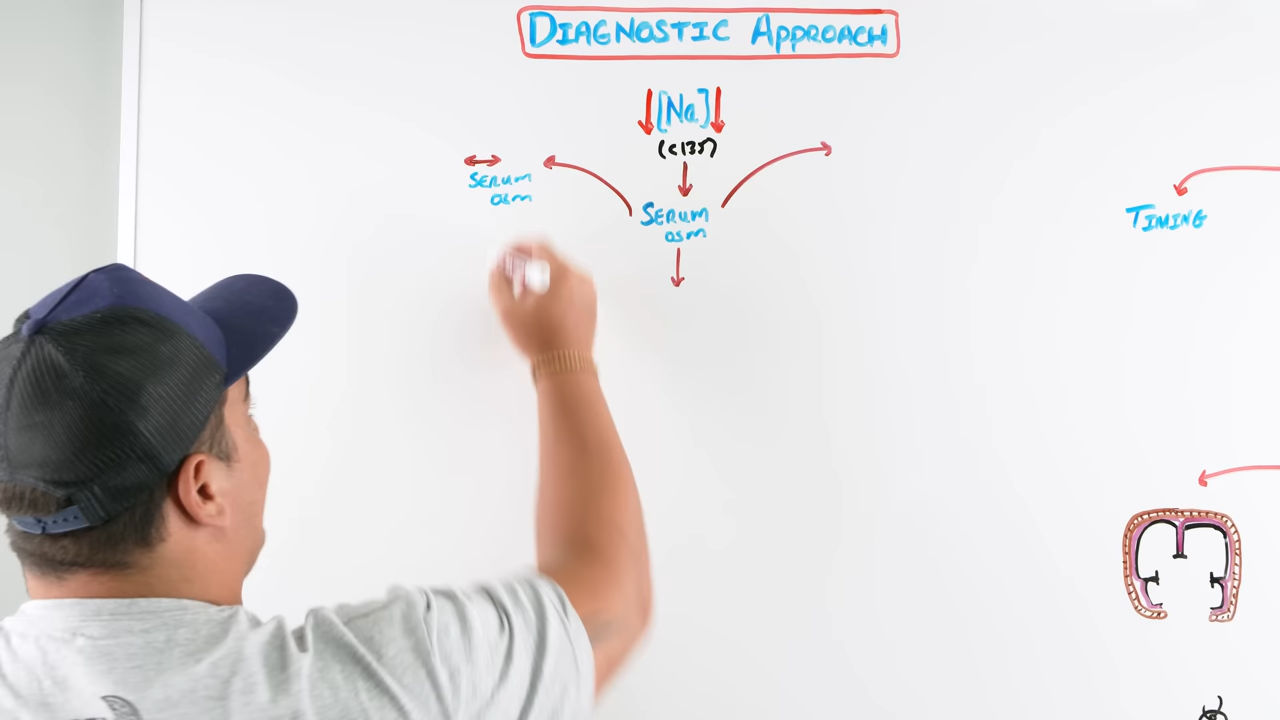 DIAGNOSTIC APPROACH
↓[Na]↓
(<135)
SERUM
osm
SERUM
osm
TIMING